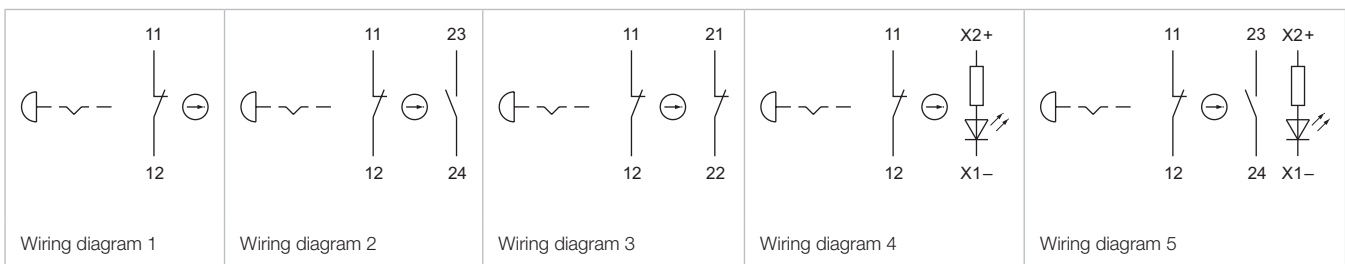 11
12
Wiring diagram 1
11 23
12 24
Wiring diagram 2
11 21
12 22
Wiring diagram 3
11 X2+
12 X1–
Wiring diagram 4
11 23 X2+
12 24 X1–
Wiring diagram 5